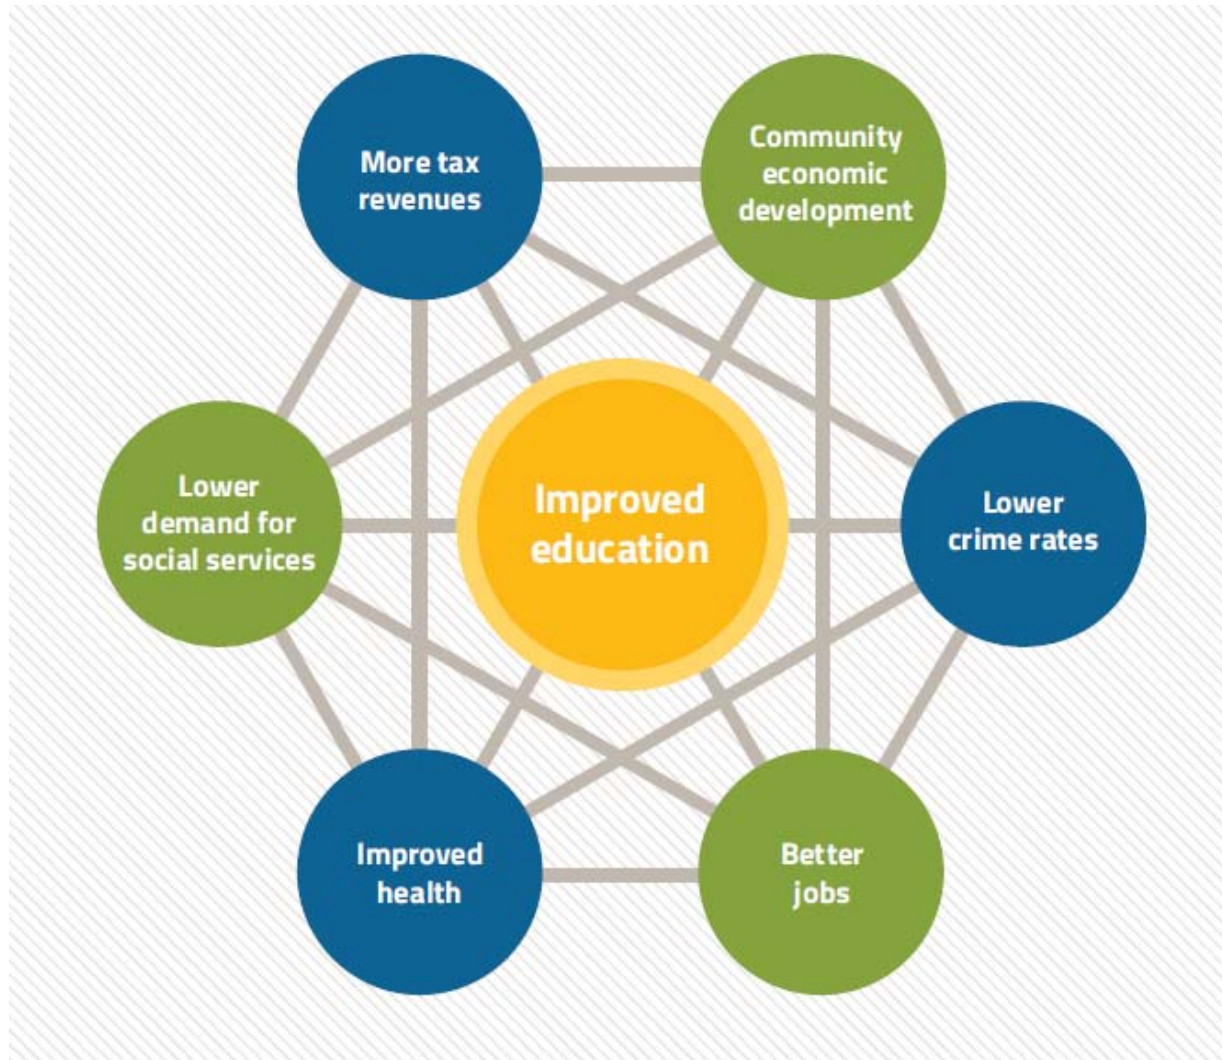 More tax
revenues
Community
economic
development
Lower
demand for
social services
Improved
education
Lower
crime rates
Improved
health
Better
jobs